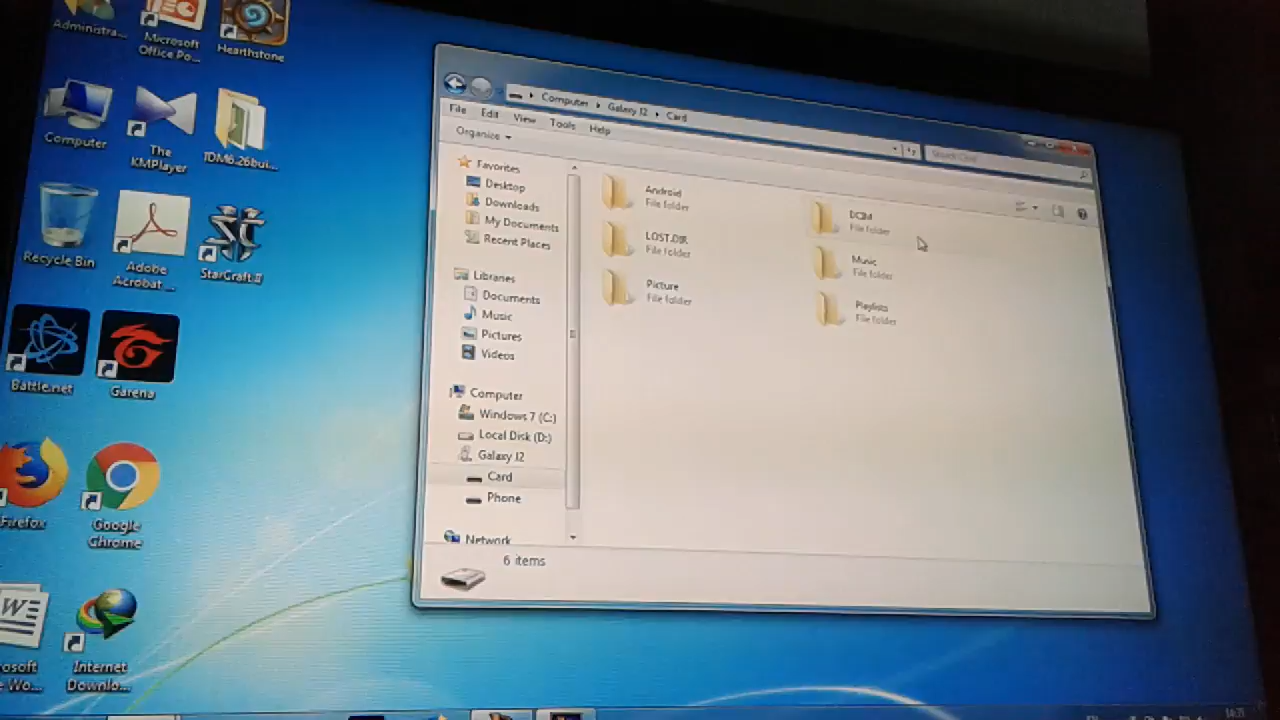 Administra...
Microsoft
Office Po...
Hearthstone
Computer
The
KMPlayer
IDM6.26bui...
Recycle Bin
Adobe
Acrobat ...
StarCraft II
Battle.net
Garena
Firefox
Google
Chrome
Internet
Downlo...
Computer
Galaxy J2
Card
File
Edit
View
Tools
Help
Organize
Search Card
Favorites
Desktop
Downloads
My Documents
Recent Places
Libraries
Documents
Music
Pictures
Videos
Computer
Windows 7 (C:)
Local Disk (D:)
Galaxy J2
Card
Phone
Network
Android
File folder
LOST.DIR
File folder
Picture
File folder
DCIM
File folder
Music
File folder
Playlists
File folder
6 items